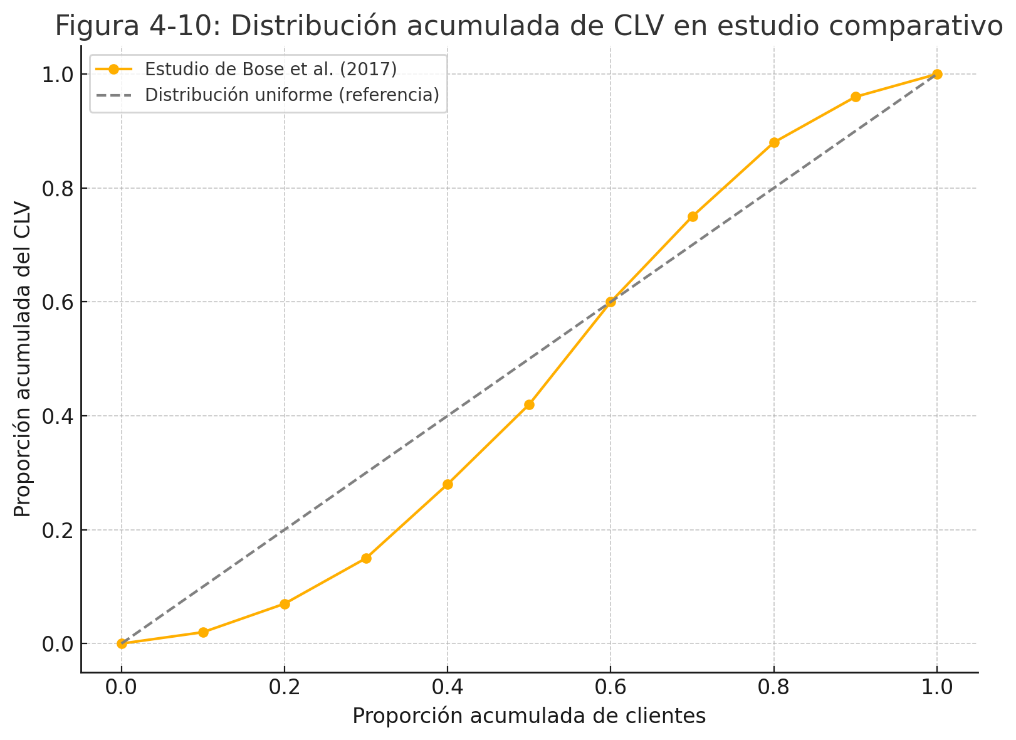 Figura 4-10: Distribución acumulada de CLV en estudio comparativo
Estudio de Bose et al. (2017)
Distribución uniforme (referencia)
Proporción acumulada del CLV
1.0
0.8
0.6
0.4
0.2
0.0
0.0 0.2 0.4 0.6 0.8 1.0
Proporción acumulada de clientes